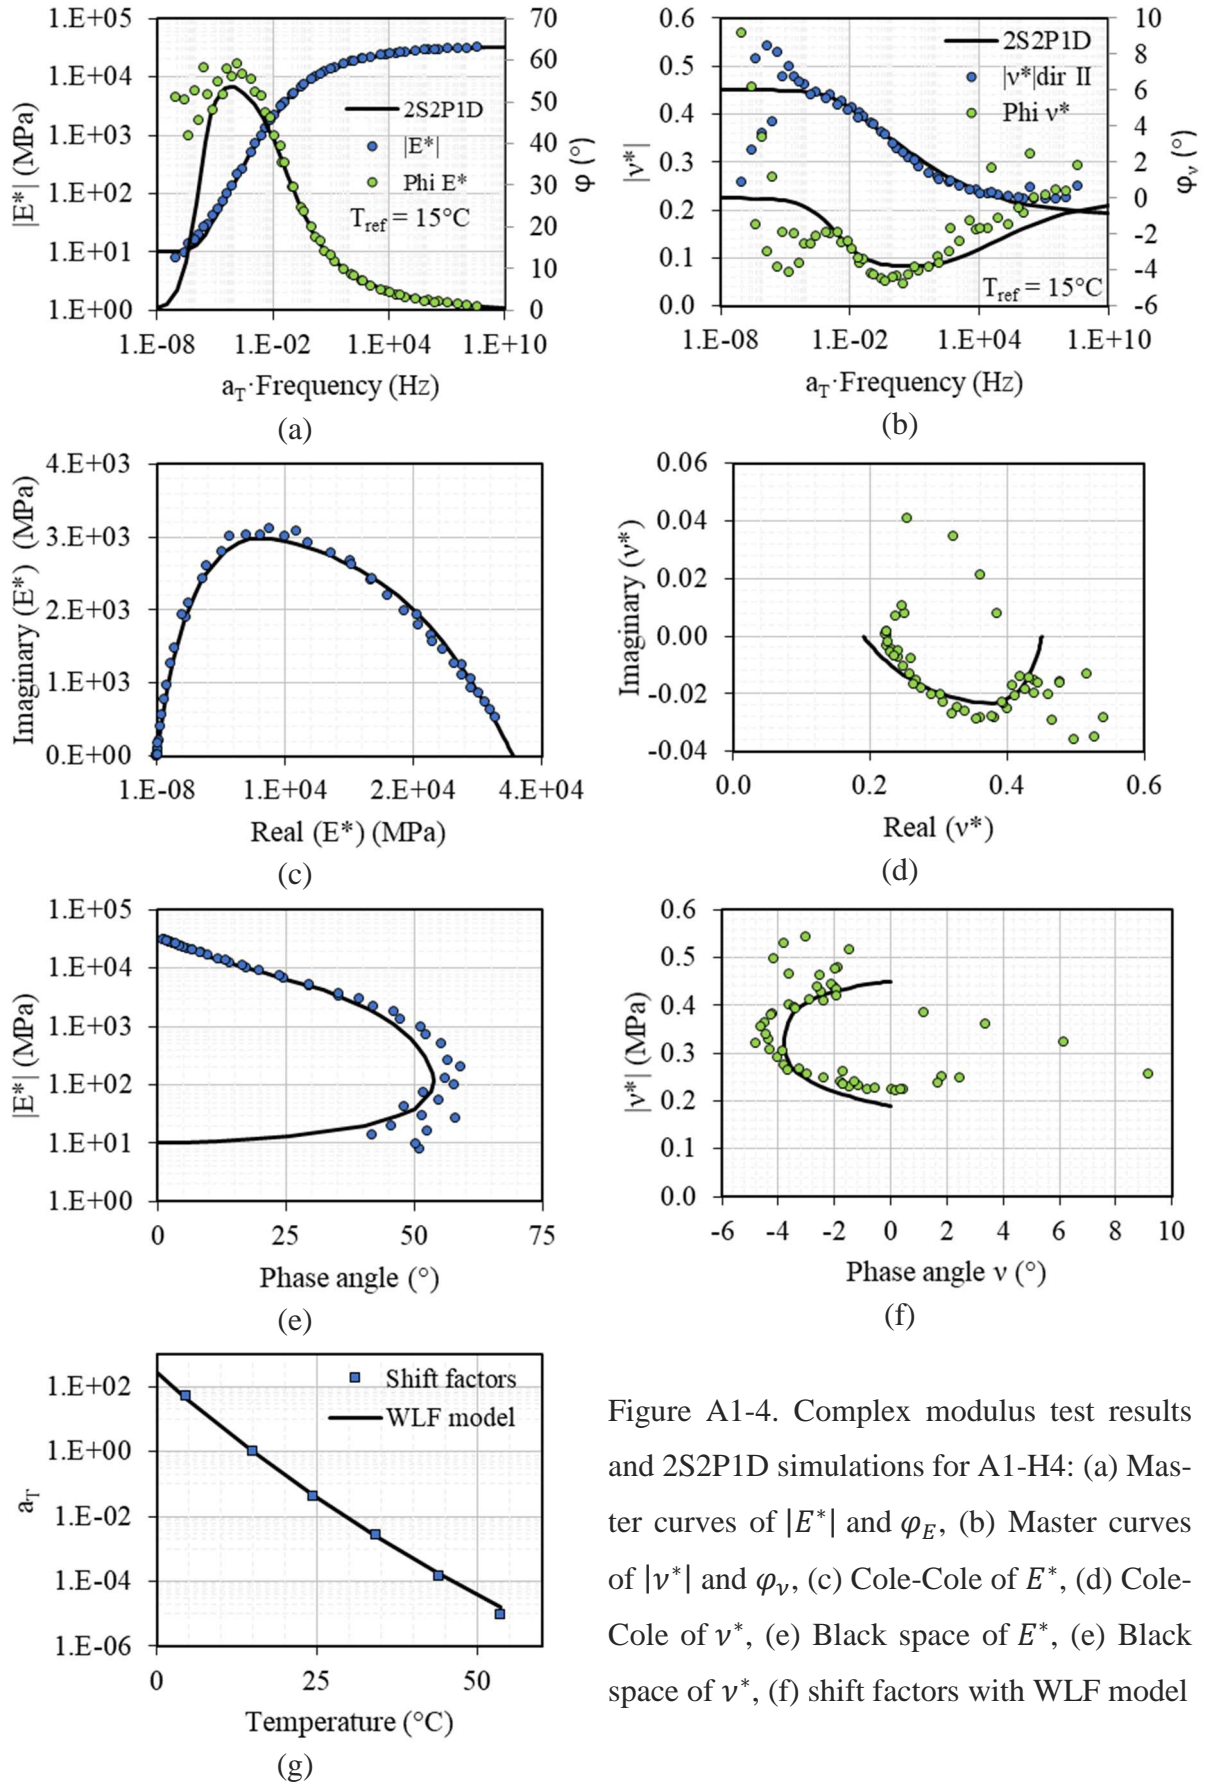 1.E+05
1.E+04
1.E+03
1.E+02
1.E+01
1.E+00
|E*| (MPa)
70
60
50
40
30
20
10
0
φ (°)
2S2P1D
|E*|
Phi E*
Tref = 15°C
1.E-08 1.E-02 1.E+04 1.E+10
aT·Frequency (Hz)
(a)
0.6
0.5
0.4
0.3
0.2
0.1
0.0
|ν*|
10
8
6
4
2
0
-2
-4
-6
φν (°)
2S2P1D
|ν*|dir II
Phi ν*
Tref = 15°C
1.E-08 1.E-02 1.E+04 1.E+10
aT·Frequency (Hz)
(b)
4.E+03
3.E+03
2.E+03
1.E+03
0.E+00
Imaginary (E*) (MPa)
1.E-08 1.E+04 2.E+04 4.E+04
Real (E*) (MPa)
(c)
0.06
0.04
0.02
0.00
-0.02
-0.04
Imaginary (ν*)
0.0 0.2 0.4 0.6
Real (ν*)
(d)
1.E+05
1.E+04
1.E+03
1.E+02
1.E+01
1.E+00
|E*| (MPa)
0 25 50 75
Phase angle (°)
(e)
0.6
0.5
0.4
0.3
0.2
0.1
0.0
|ν*| (MPa)
-6 -4 -2 0 2 4 6 8 10
Phase angle ν (°)
(f)
1.E+02
1.E+00
1.E-02
1.E-04
1.E-06
aT
Shift factors
WLF model
0 25 50
Temperature (°C)
(g)
Figure A1-4. Complex modulus test results
and 2S2P1D simulations for A1-H4: (a) Mas-
ter curves of |E*| and φE, (b) Master curves
of |ν*| and φν, (c) Cole-Cole of E*, (d) Cole-
Cole of ν*, (e) Black space of E*, (e) Black
space of ν*, (f) shift factors with WLF model